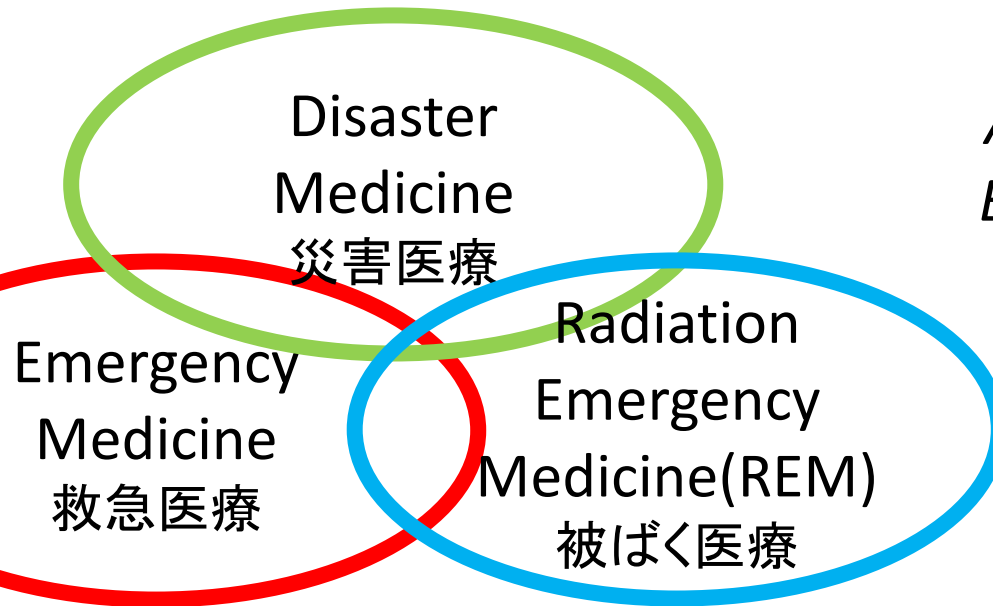 Disaster
Medicine
災害医療
Emergency
Medicine
救急医療
Radiation
Emergency
Medicine(REM)
被ばく医療